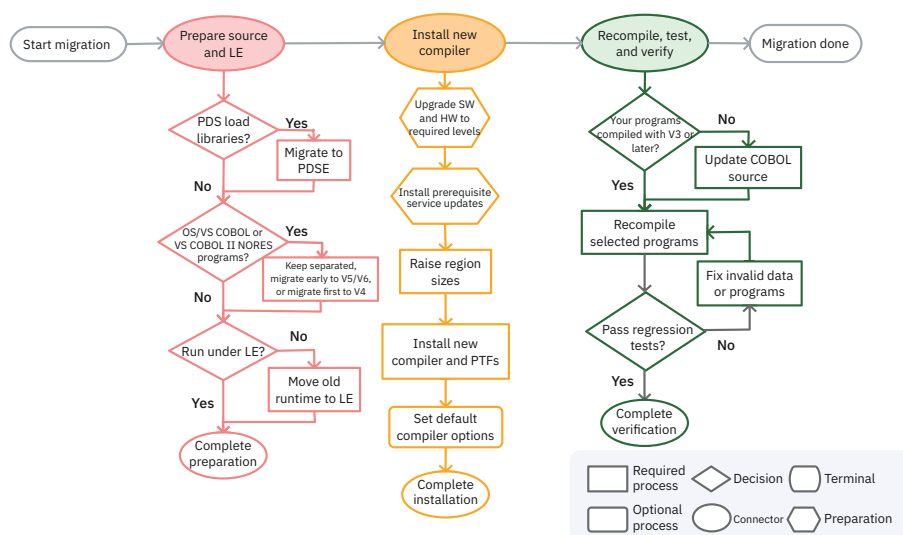 Start migration
Prepare source
and LE
Install new
compiler
Recompile, test,
and verify
Migration done
PDS load
libraries?
Yes
Migrate to
PDSE
No
OS/VS COBOL or
VS COBOL II NORES
programs?
Yes
Keep separated,
migrate early to V5/V6,
or migrate first to V4
No
Run under LE?
No
Move old
runtime to LE
Yes
Complete
preparation
Upgrade SW
and HW to
required levels
Install prerequisite
service updates
Raise region
sizes
Install new
compiler and PTFs
Set default
compiler options
Complete
installation
Your programs
compiled with V3 or
later?
No
Update COBOL
source
Yes
Recompile
selected programs
Fix invalid data
or programs
Pass regression
tests?
No
Yes
Complete
verification
Required
process
Decision
Terminal
Optional
process
Connector
Preparation